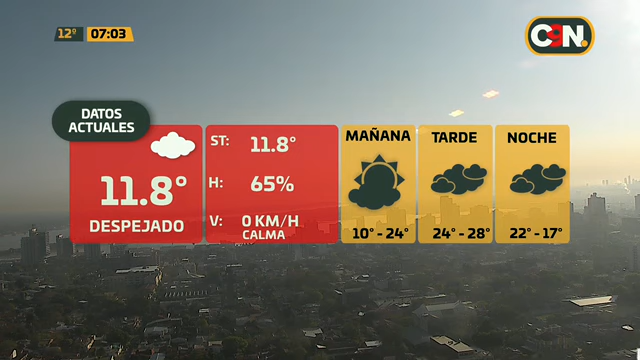 12º 07:03
C9N.
DATOS
ACTUALES
11.8°
DESPEJADO
ST: 11.8°
H: 65%
V: 0 KM/H
CALMA
MAÑANA
10° - 24°
TARDE
24° - 28°
NOCHE
22° - 17°